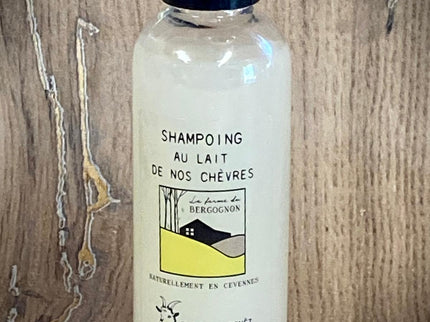 SHAMPOING
AU LAIT
DE NOS CHÈVRES
La ferme du
BERGOGNON
NATURELLEMENT EN CEVENNES